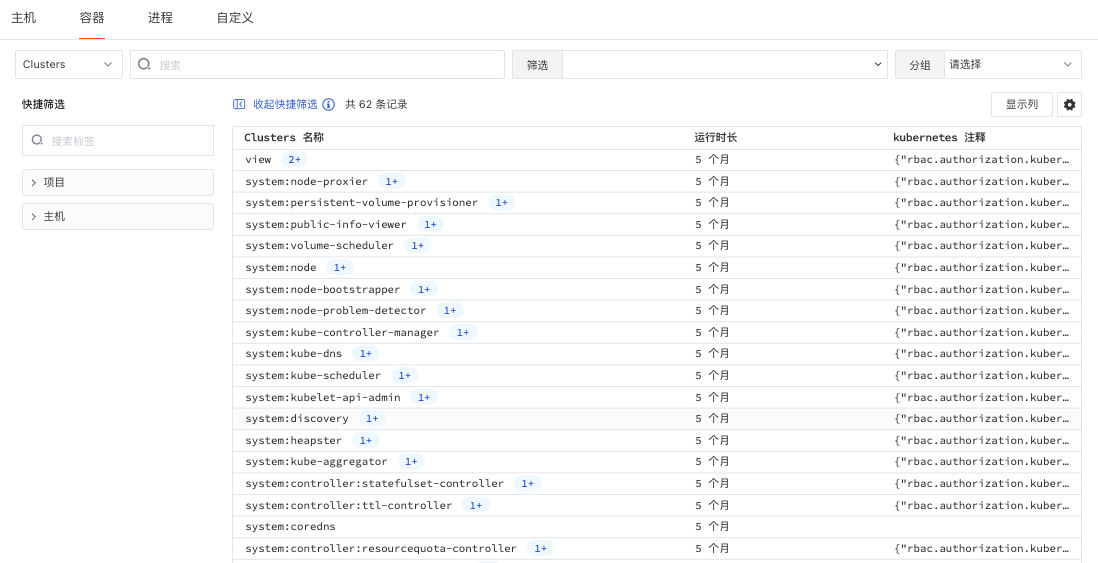 主机 容器 进程 自定义
Clusters 搜索 筛选 分组 请选择
快捷筛选 收起快捷筛选 共 62 条记录 显示列
搜索标签
项目
主机
Clusters 名称 运行时长 kubernetes 注释
view 2+ 5 个月 {"rbac.authorization.kuber…
system:node-proxier 1+ 5 个月 {"rbac.authorization.kuber…
system:persistent-volume-provisioner 1+ 5 个月 {"rbac.authorization.kuber…
system:public-info-viewer 1+ 5 个月 {"rbac.authorization.kuber…
system:volume-scheduler 1+ 5 个月 {"rbac.authorization.kuber…
system:node 1+ 5 个月 {"rbac.authorization.kuber…
system:node-bootstrapper 1+ 5 个月 {"rbac.authorization.kuber…
system:node-problem-detector 1+ 5 个月 {"rbac.authorization.kuber…
system:kube-controller-manager 1+ 5 个月 {"rbac.authorization.kuber…
system:kube-dns 1+ 5 个月 {"rbac.authorization.kuber…
system:kube-scheduler 1+ 5 个月 {"rbac.authorization.kuber…
system:kubelet-api-admin 1+ 5 个月 {"rbac.authorization.kuber…
system:discovery 1+ 5 个月 {"rbac.authorization.kuber…
system:heapster 1+ 5 个月 {"rbac.authorization.kuber…
system:kube-aggregator 1+ 5 个月 {"rbac.authorization.kuber…
system:controller:statefulset-controller 1+ 5 个月 {"rbac.authorization.kuber…
system:controller:ttl-controller 1+ 5 个月 {"rbac.authorization.kuber…
system:coredns 5 个月
system:controller:resourcequota-controller 1+ 5 个月 {"rbac.authorization.kuber…